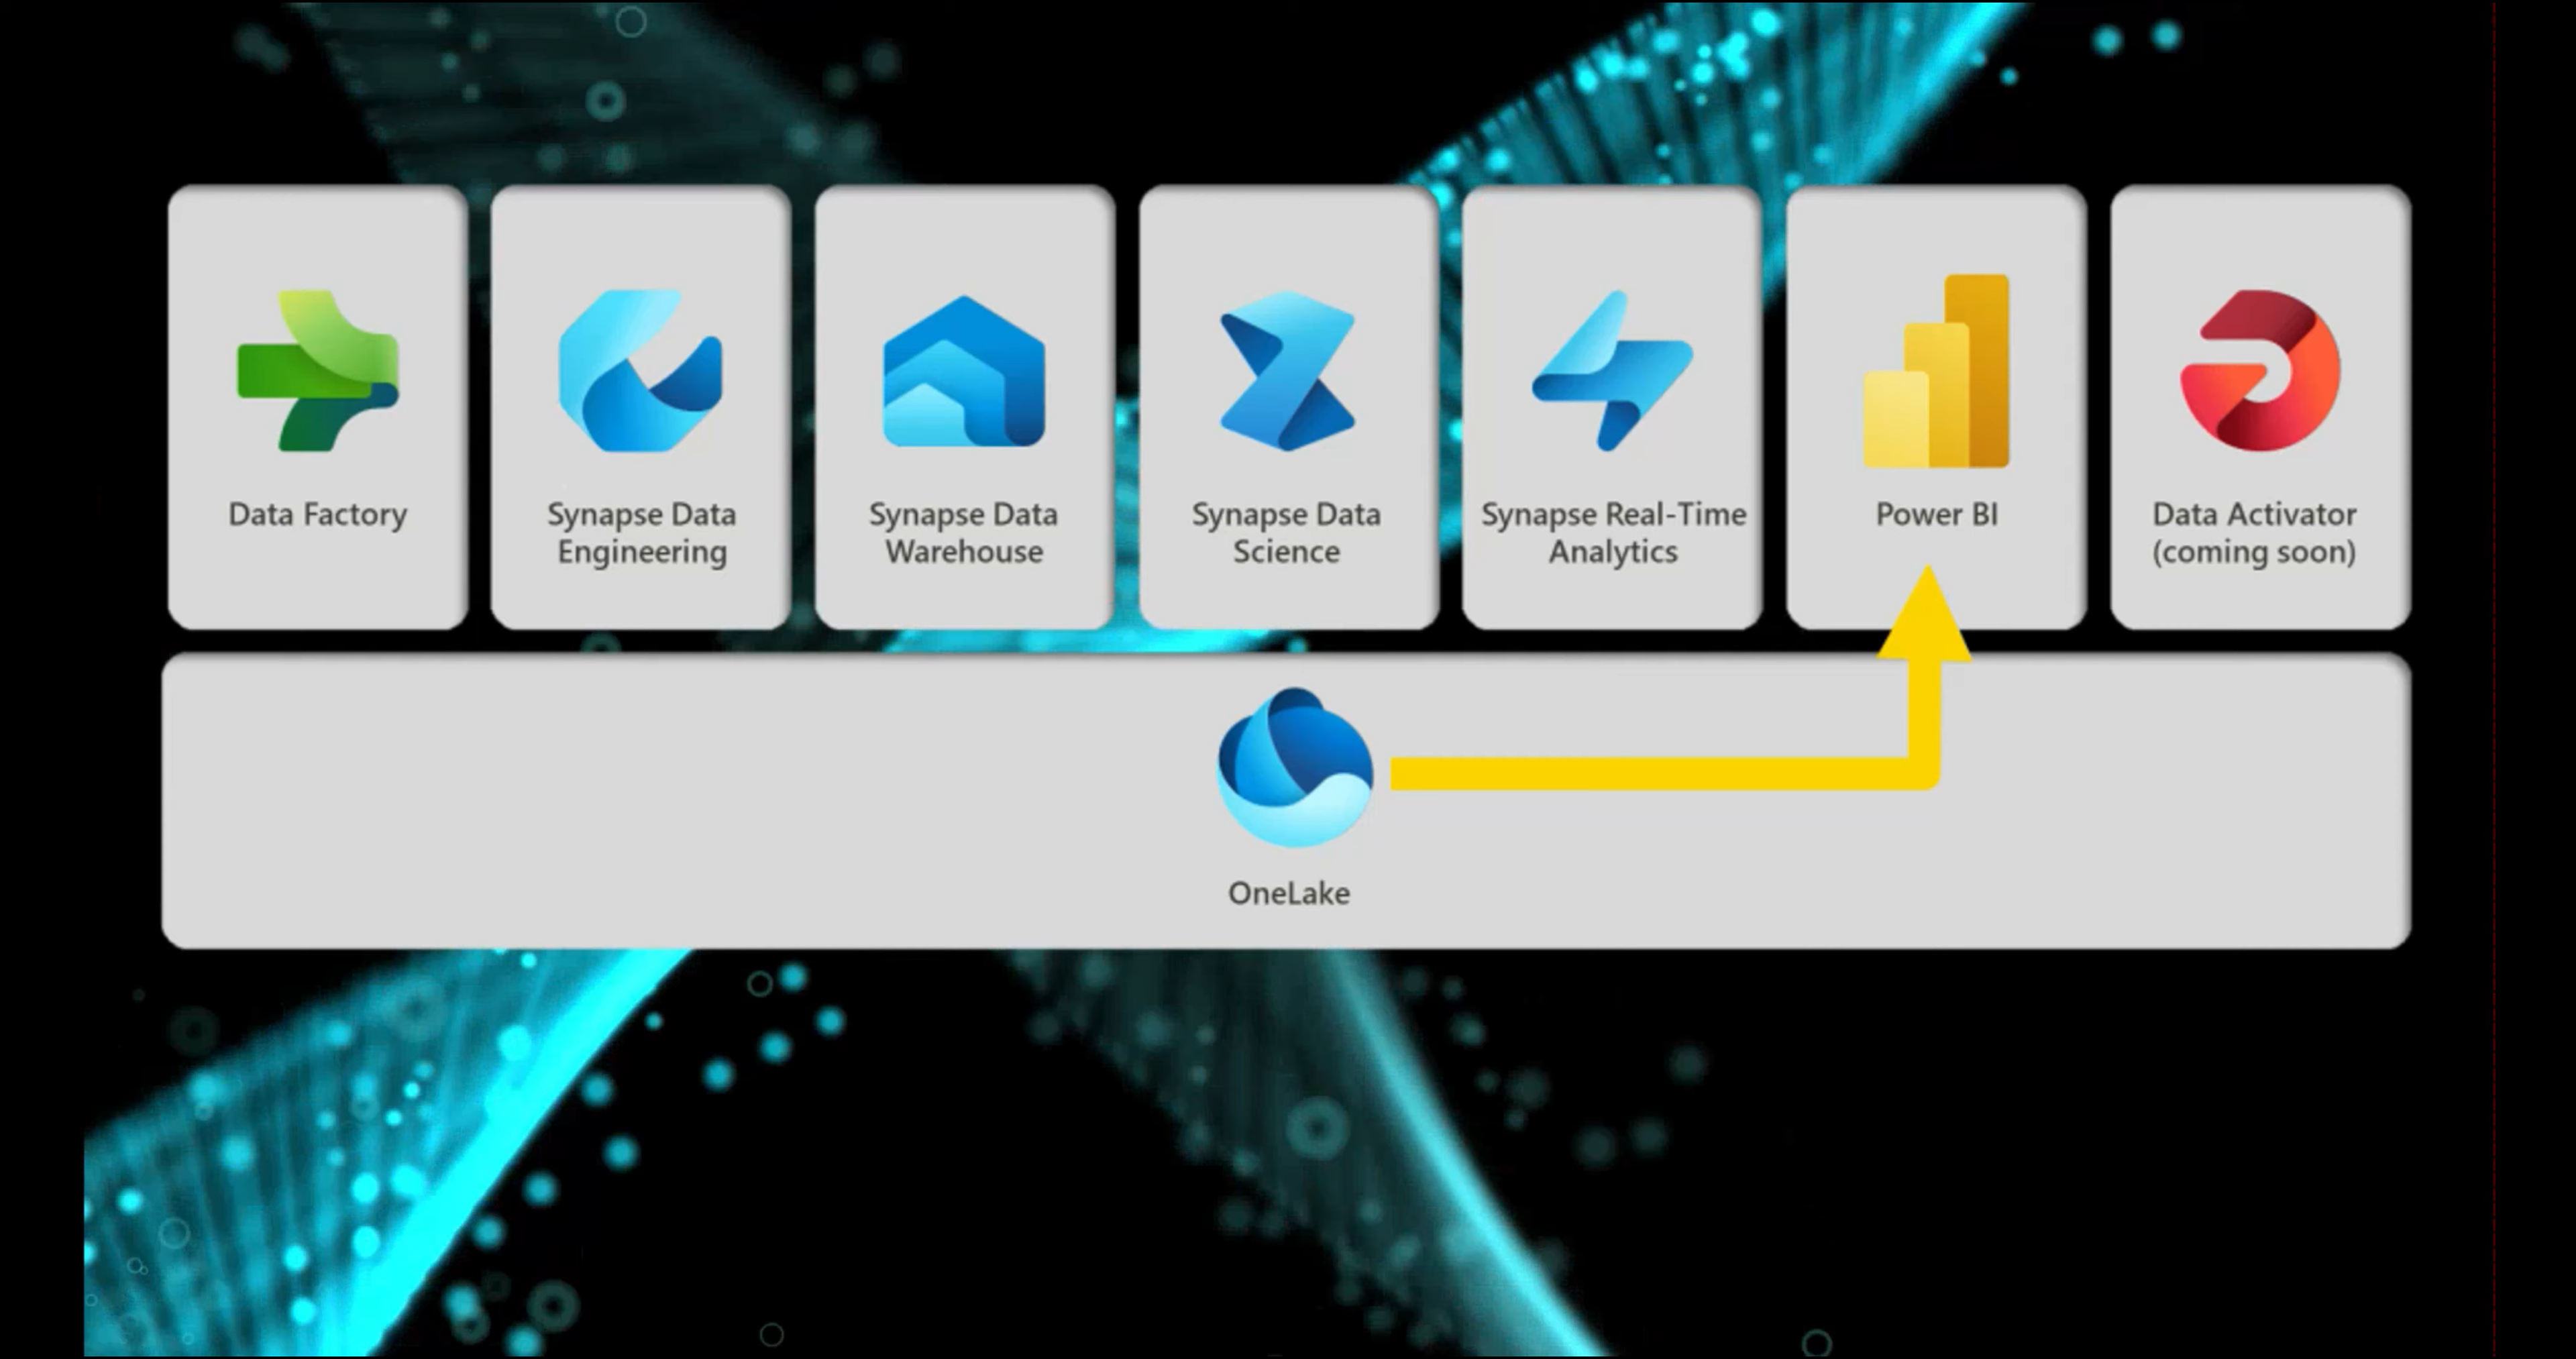 Data Factory
Synapse Data
Engineering
Synapse Data
Warehouse
Synapse Data
Science
Synapse Real-Time
Analytics
Power BI
Data Activator
(coming soon)
OneLake